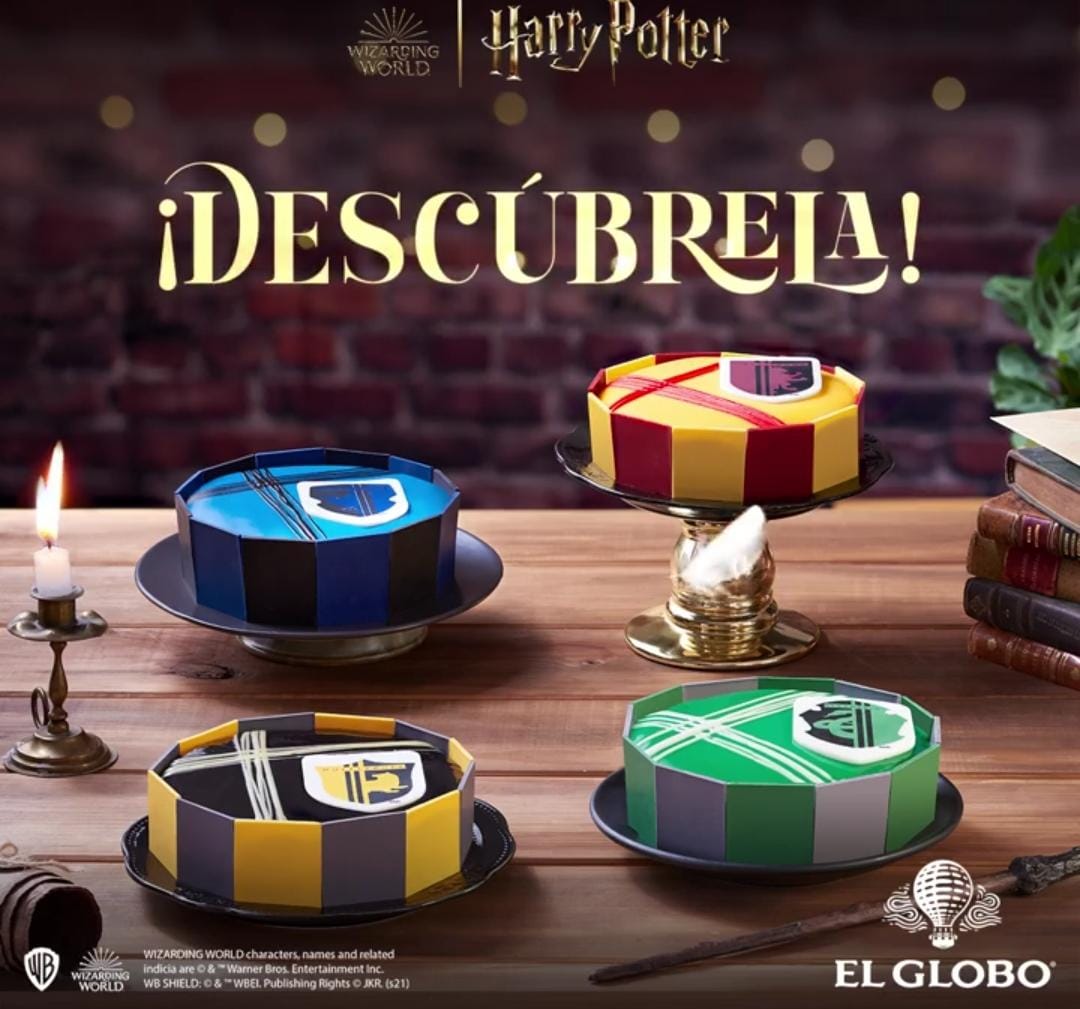 WIZARDING
WORLD
Harry Potter
¡DESCÚBRELA!
WB
WIZARDING
WORLD
WIZARDING WORLD characters, names and related
indicia are © & ™ Warner Bros. Entertainment Inc.
WB SHIELD: © & ™ WBEI. Publishing Rights © JKR. (s21)
EL GLOBO®